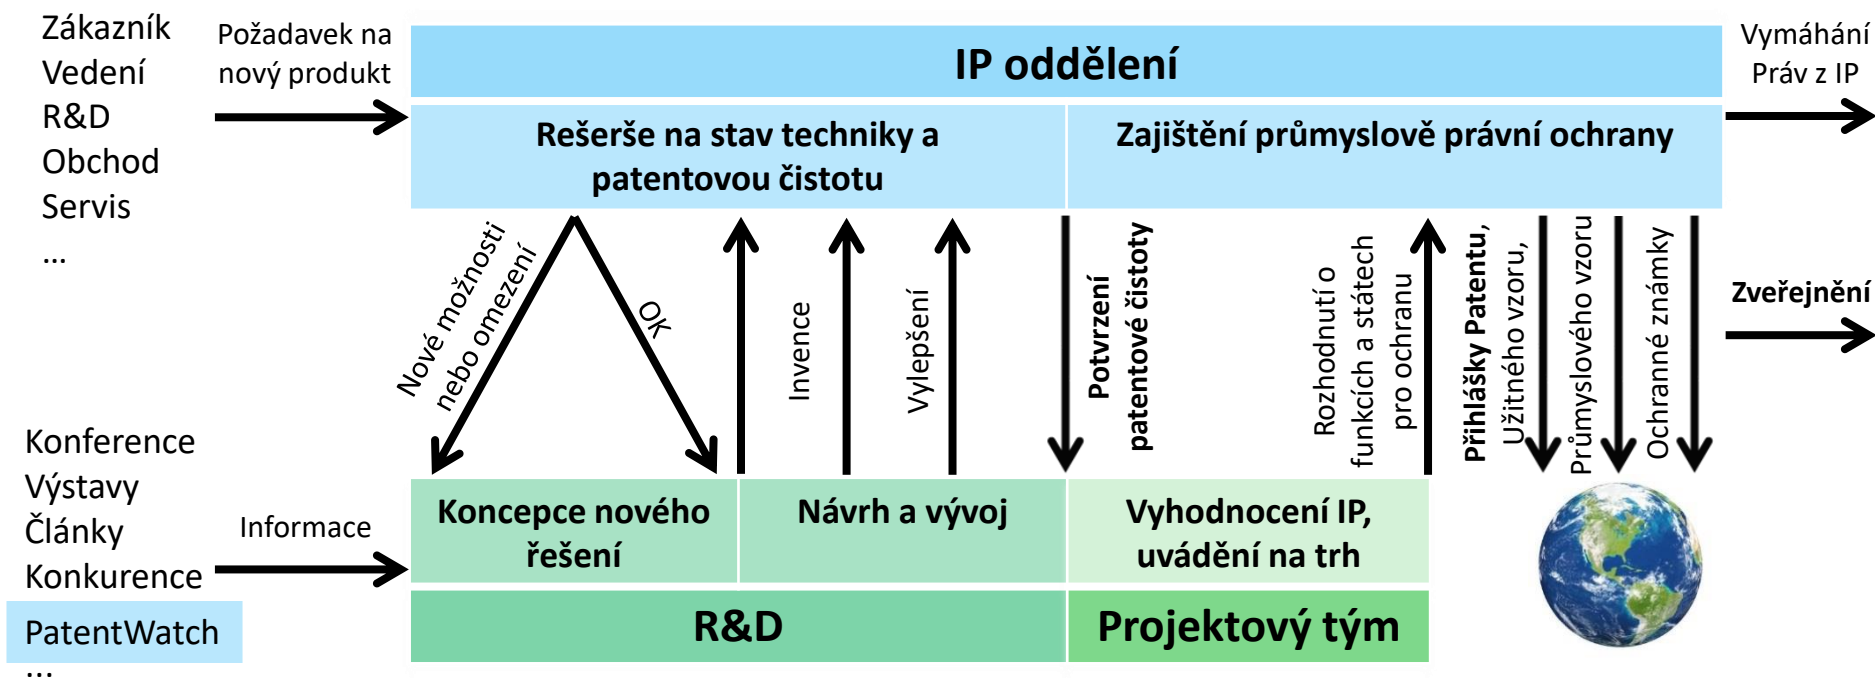 Zákazník
Vedení
R&D
Obchod
Servis
...
Požadavek na
nový produkt
IP oddělení
Vymáhání
Práv z IP
Rešerše na stav techniky a
patentovou čistotu
Zajištění průmyslově právní ochrany
Nové možnosti
nebo omezení
OK
Invence
Vylepšení
Potvrzení
patentové čistoty
Rozhodnutí o
funkcích a státech
pro ochranu
Přihlášky Patentu,
Užitného vzoru,
Průmyslového vzoru
Ochranné známky
Zveřejnění
Konference
Výstavy
Články
Konkurence
PatentWatch
...
Informace
Koncepce nového
řešení
Návrh a vývoj
Vyhodnocení IP,
uvádění na trh
R&D
Projektový tým